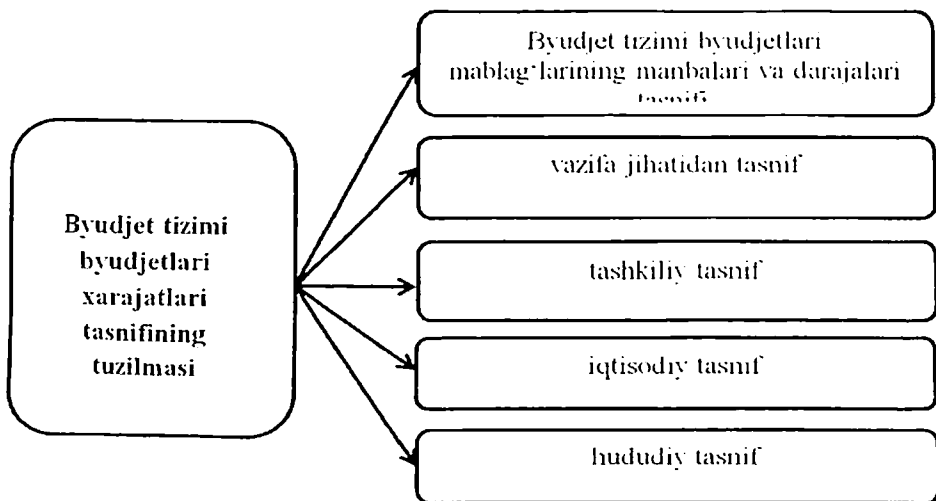 Byudjet tizimi
byudjetlari
xarajatlari
tasnifining
tuzilmasi
Byudjet tizimi byudjetlari
mablag‘larining manbalari va darajalari
tasnifi
vazifa jihatidan tasnif
tashkiliy tasnif
iqtisodiy tasnif
hududiy tasnif